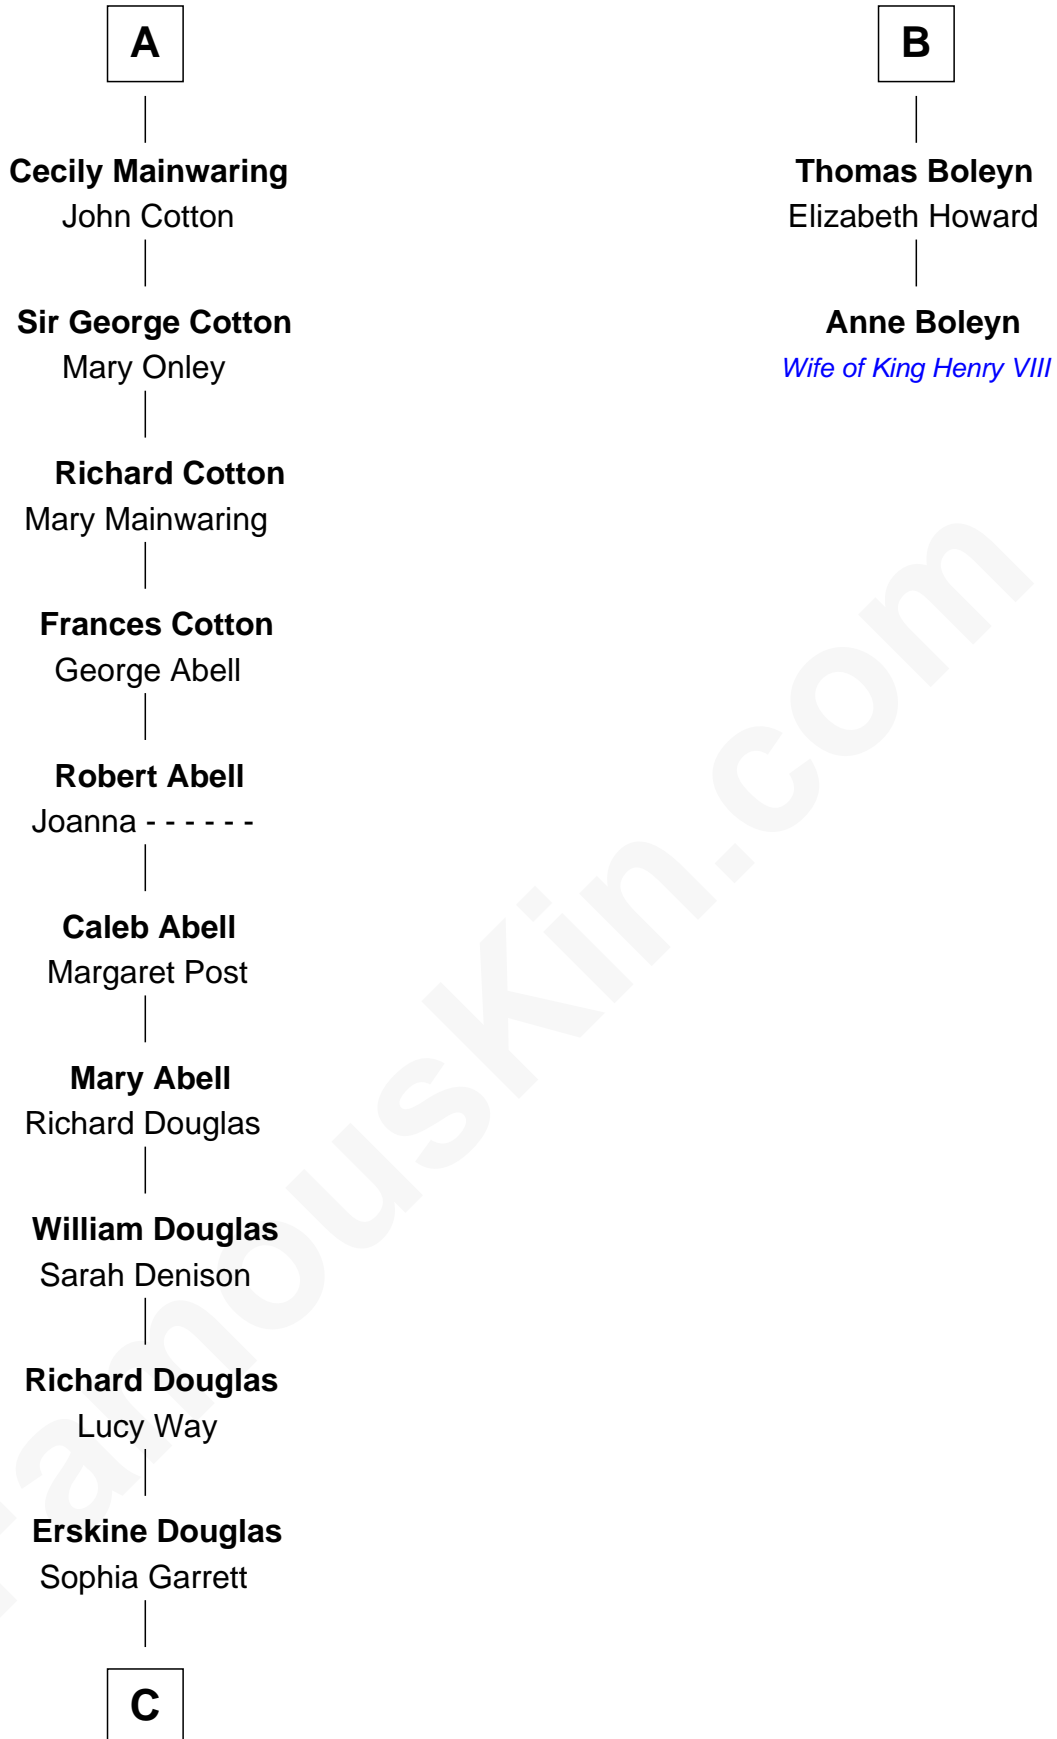 A
Cecily Mainwaring
John Cotton
Sir George Cotton
Mary Onley
Richard Cotton
Mary Mainwaring
Frances Cotton
George Abell
Robert Abell
Joanna - - - - - -
Caleb Abell
Margaret Post
Mary Abell
Richard Douglas
William Douglas
Sarah Denison
Richard Douglas
Lucy Way
Erskine Douglas
Sophia Garrett
C
B
Thomas Boleyn
Elizabeth Howard
Anne Boleyn
Wife of King Henry VIII
FamousKin.com